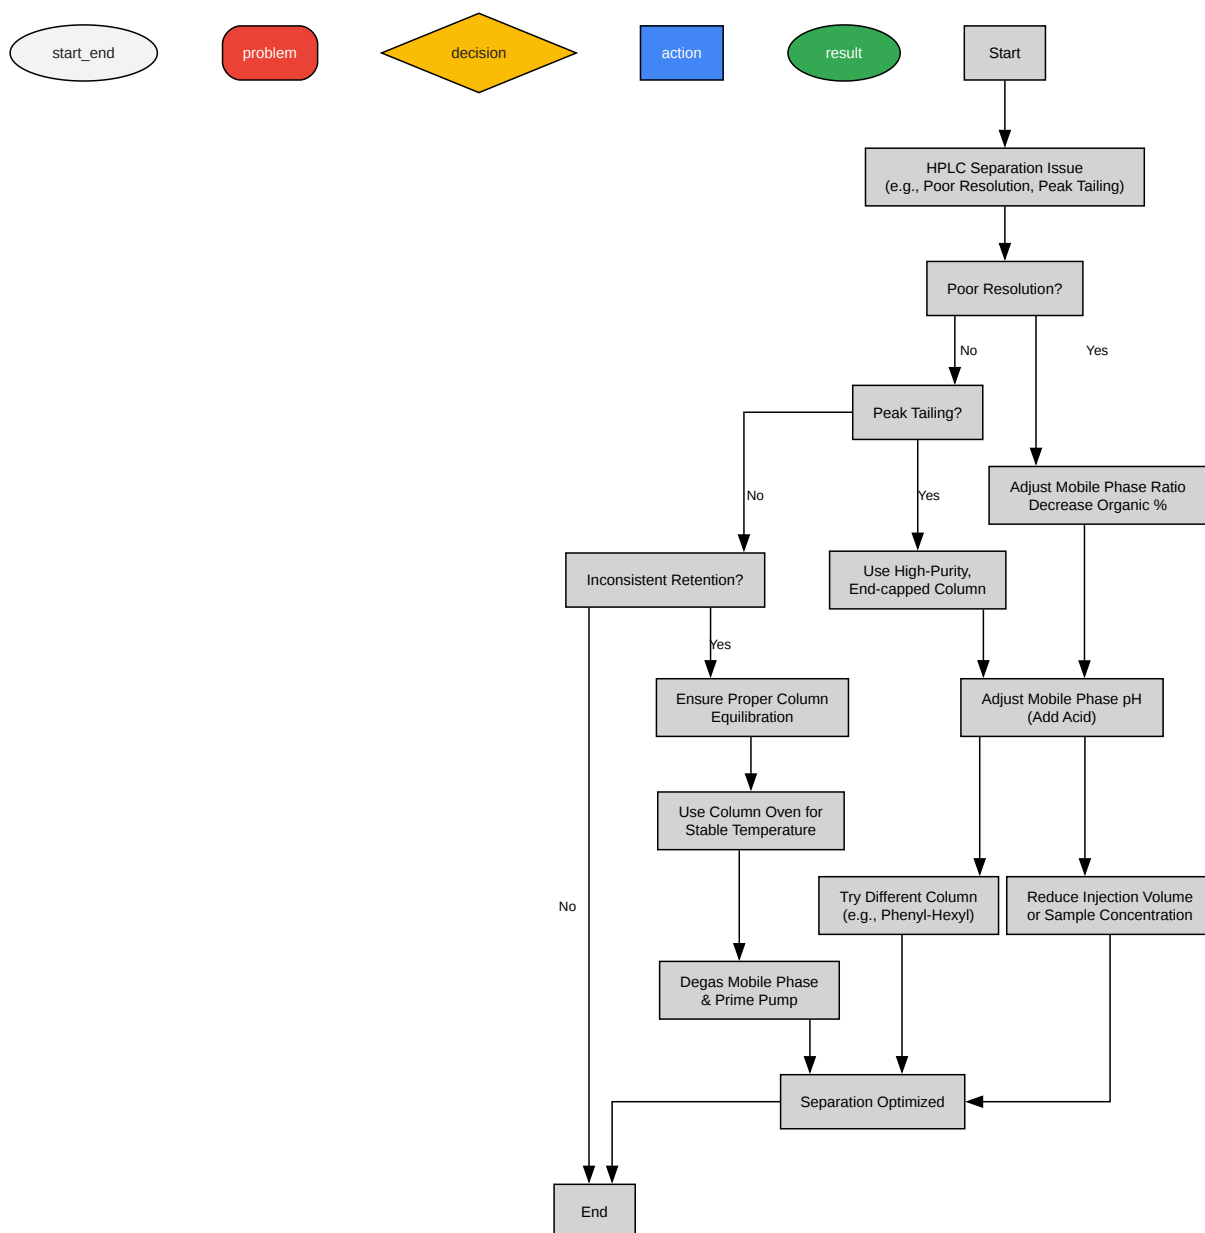 start_end
problem
decision
action
result
Start
HPLC Separation Issue
(e.g., Poor Resolution, Peak Tailing)
Poor Resolution?
No
Yes
Peak Tailing?
Adjust Mobile Phase Ratio
Decrease Organic %
No
Yes
Inconsistent Retention?
Use High-Purity,
End-capped Column
Yes
Ensure Proper Column
Equilibration
Adjust Mobile Phase pH
(Add Acid)
Use Column Oven for
Stable Temperature
No
Try Different Column
(e.g., Phenyl-Hexyl)
Reduce Injection Volume
or Sample Concentration
Degas Mobile Phase
& Prime Pump
Separation Optimized
End